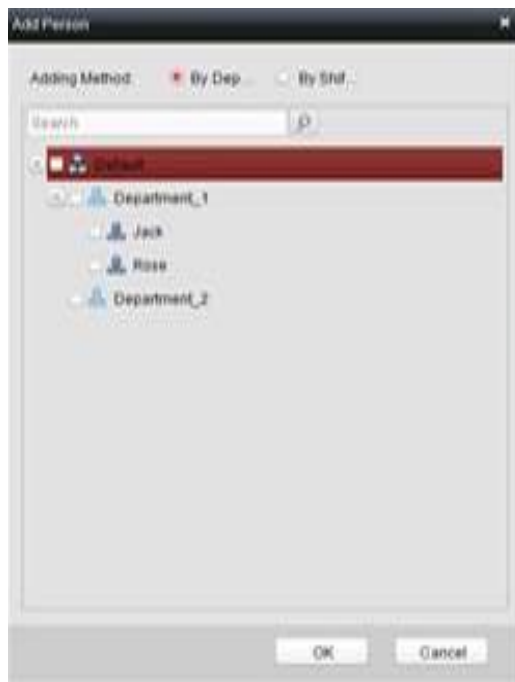 Add Person
Adding Method: By Dep... By Shif...
Search
Default
Department_1
Jack
Rose
Department_2
OK Cancel